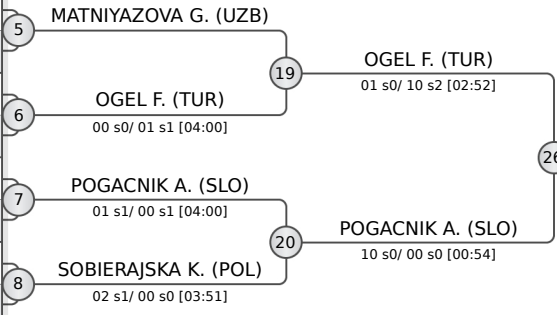 MATNIYAZOVA G. (UZB)
5
19
OGEL F. (TUR)
01 s0/ 10 s2 [02:52]
OGEL F. (TUR)
6
00 s0/ 01 s1 [04:00]
26
POGACNIK A. (SLO)
7
01 s1/ 00 s1 [04:00]
20
POGACNIK A. (SLO)
10 s0/ 00 s0 [00:54]
SOBIERAJSKA K. (POL)
8
02 s1/ 00 s0 [03:51]